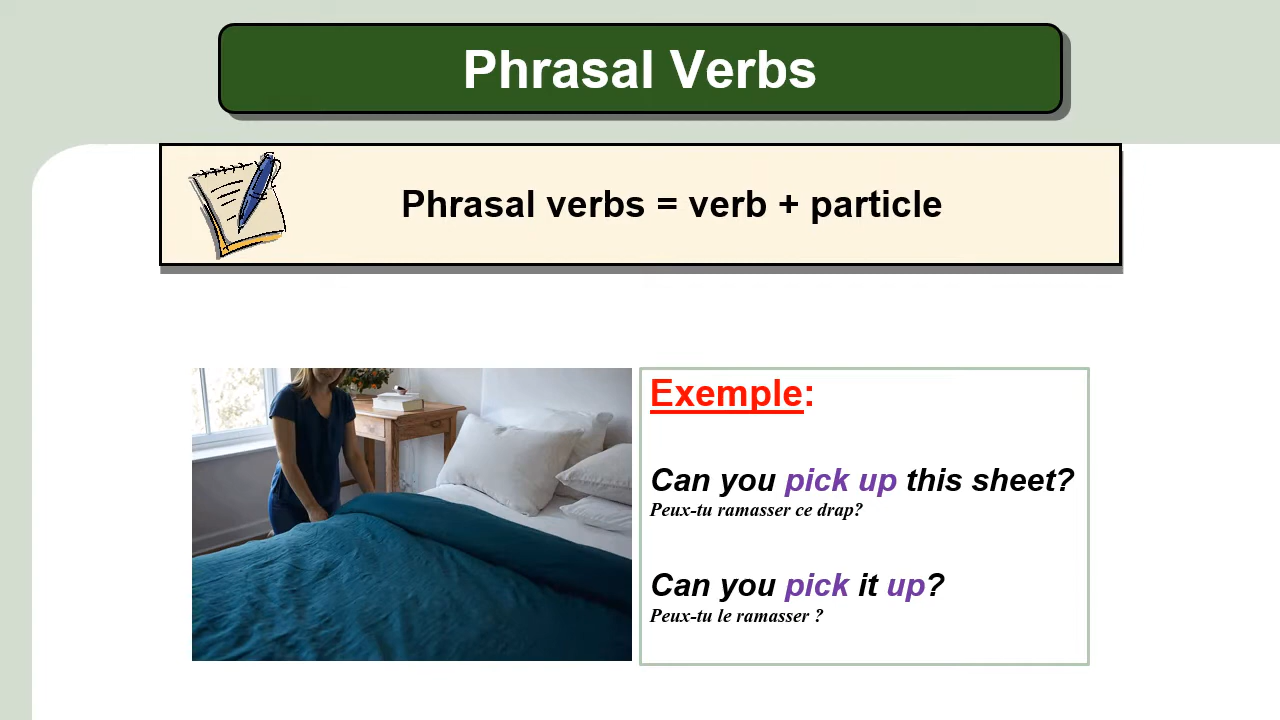 Phrasal Verbs
Phrasal verbs = verb + particle
Exemple:
Can you pick up this sheet?
Peux-tu ramasser ce drap?
Can you pick it up?
Peux-tu le ramasser ?